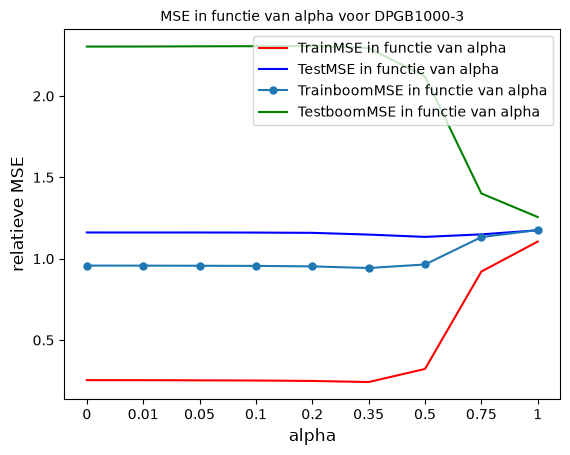 MSE in functie van alpha voor DPGB1000-3
TrainMSE in functie van alpha
TestMSE in functie van alpha
TrainboomMSE in functie van alpha
TestboomMSE in functie van alpha
relatieve MSE
2.0
1.5
1.0
0.5
0 0.01 0.05 0.1 0.2 0.35 0.5 0.75 1
alpha